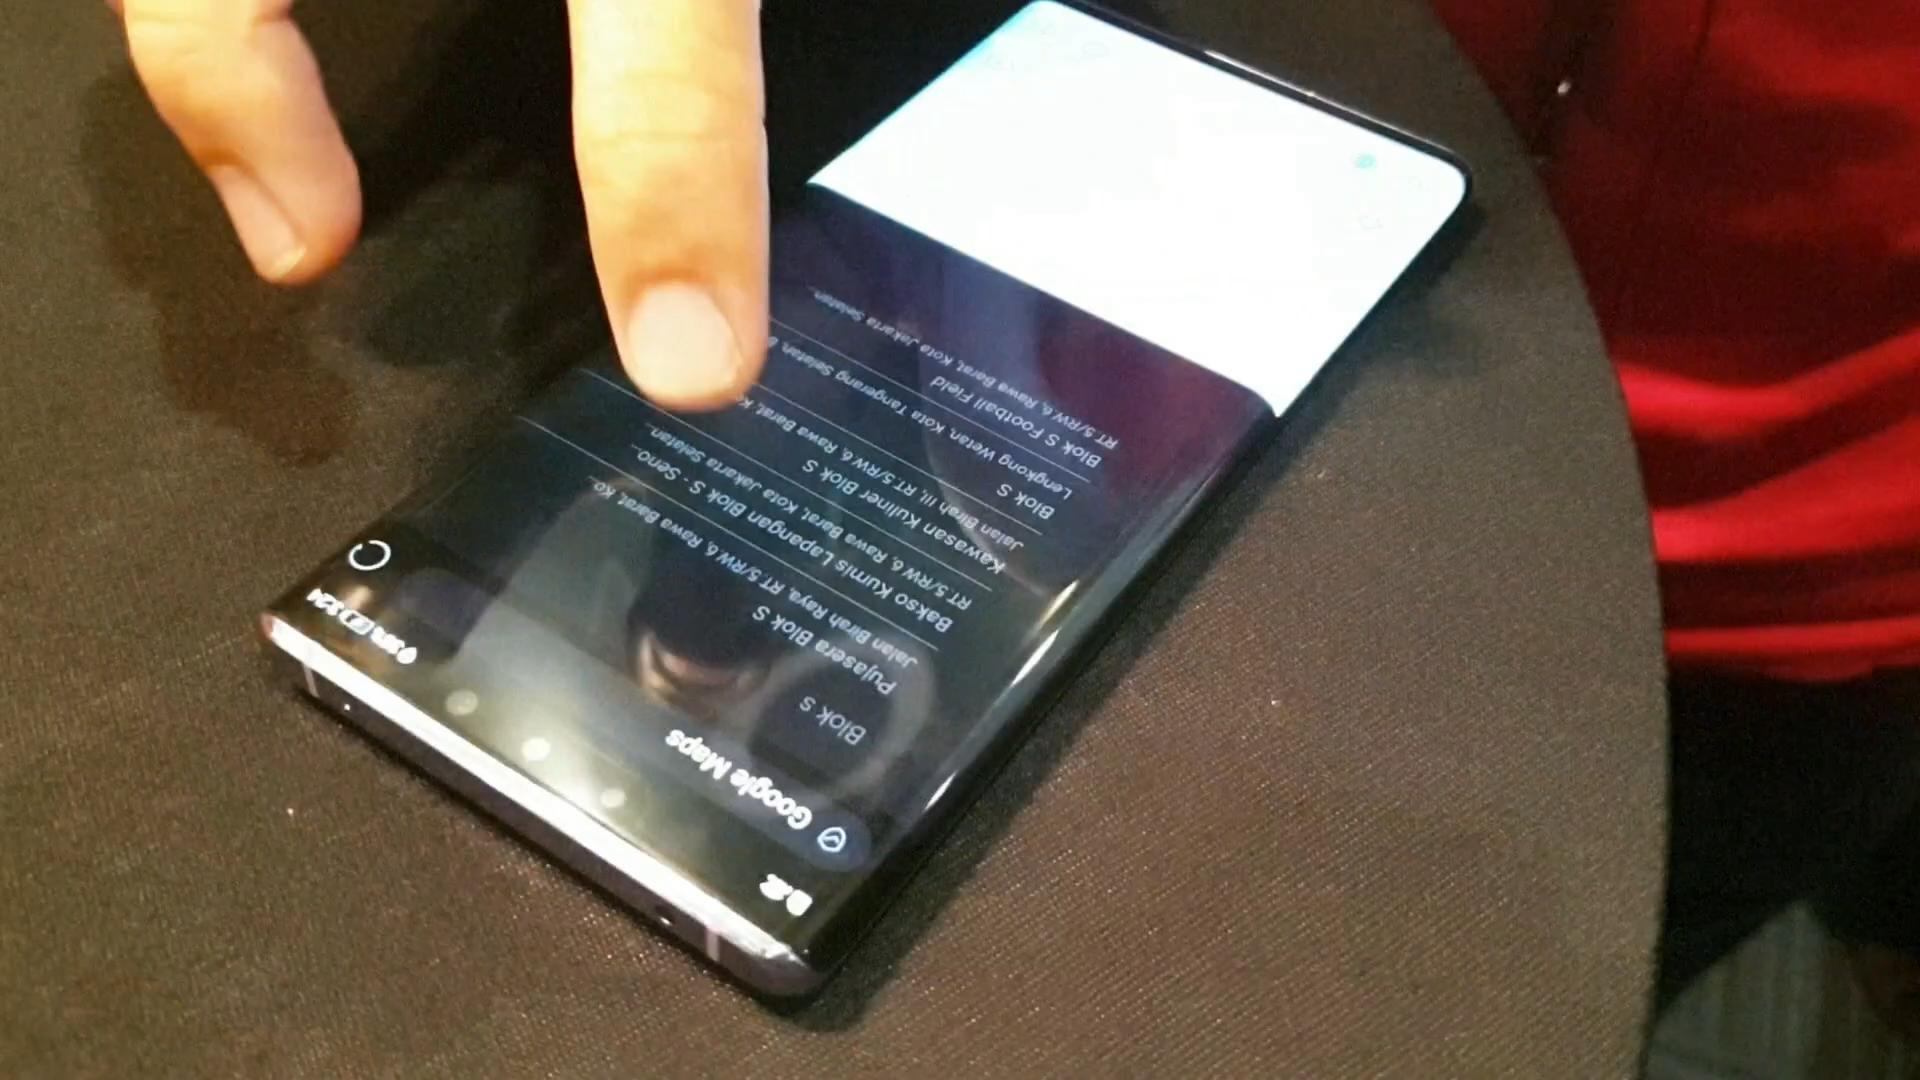 3:24
Google Maps
Blok S
Pujasera Blok S
Jalan Birah Raya, RT.5/RW.6, Rawa Barat, Ko...
Bakso Kumis Lapangan Blok S - Seno...
RT.5/RW.6, Rawa Barat, Kota Jakarta Selatan...
Kawasan Kuliner Blok S
Jalan Birah III, RT.5/RW.6, Rawa Barat,
Blok S
Lengkong Wetan, Kota Tangerang Selatan,
Blok S Football Field
RT.5/RW.6, Rawa Barat, Kota Jakarta Selatan...